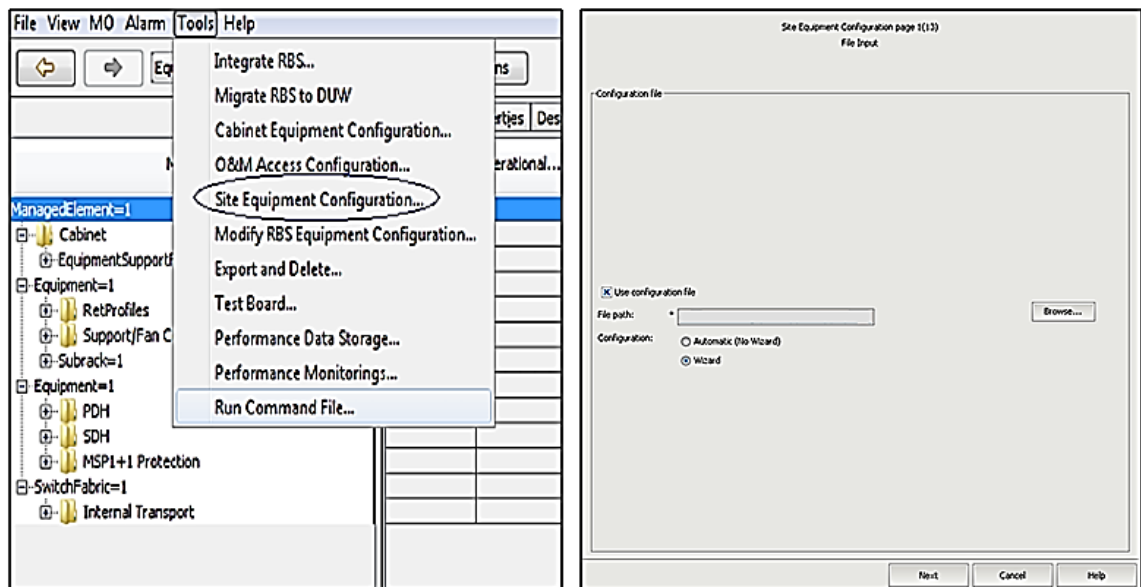 File View MO Alarm Tools Help
Integrate RBS...
Migrate RBS to DUW
Cabinet Equipment Configuration...
O&M Access Configuration...
Site Equipment Configuration...
Modify RBS Equipment Configuration...
Export and Delete...
Test Board...
Performance Data Storage...
Performance Monitorings...
Run Command File...
ManagedElement=1
Cabinet
Equipment=1
RetProfiles
Support/Fan C
Subrack=1
Equipment=1
PDH
SDH
MSP1+1 Protection
SwitchFabric=1
Internal Transport
Site Equipment Configuration page 1(13)
File Input
Configuration file
Use configuration file
File path: *
Browse...
Configuration:
Automatic (No Wizard)
Wizard
Next Cancel Help